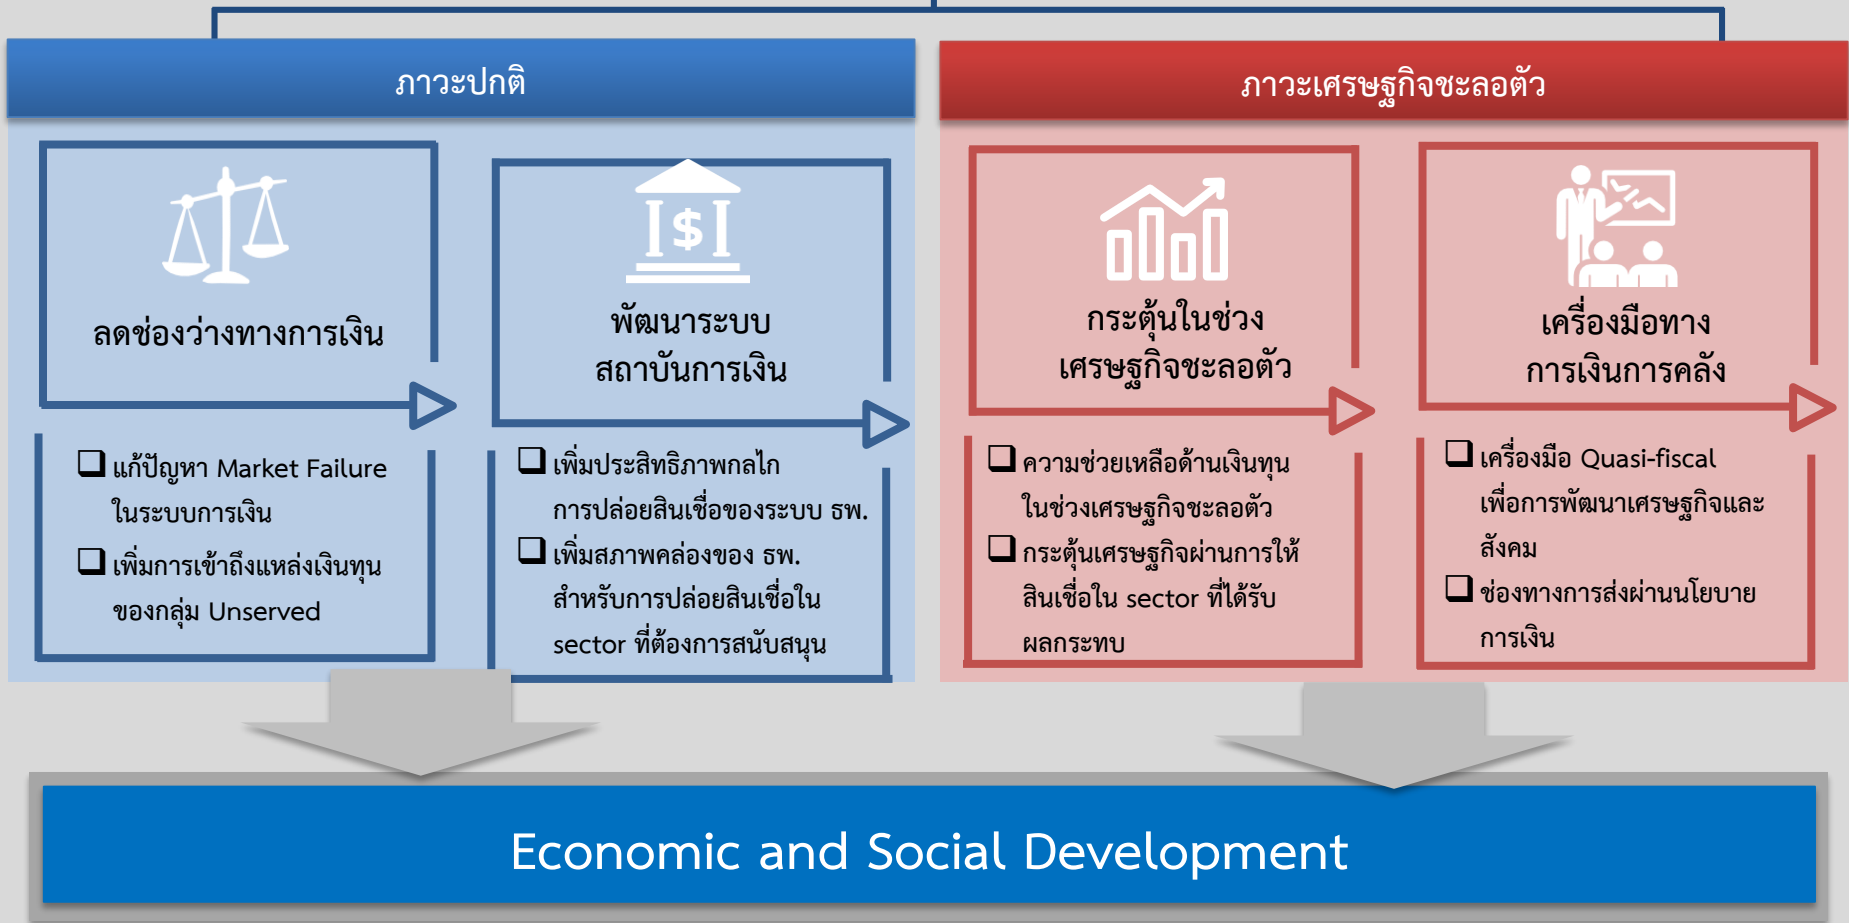 ภาวะปกติ
ลดช่องว่างทางการเงิน
แก้ปัญหา Market Failure
ในระบบการเงิน
เพิ่มการเข้าถึงแหล่งเงินทุน
ของกลุ่ม Unserved
$
พัฒนาระบบ
สถาบันการเงิน
เพิ่มประสิทธิภาพกลไก
การปล่อยสินเชื่อของระบบ ธพ.
เพิ่มสภาพคล่องของ ธพ.
สำหรับการปล่อยสินเชื่อใน
sector ที่ต้องการสนับสนุน
ภาวะเศรษฐกิจชะลอตัว
กระตุ้นในช่วง
เศรษฐกิจชะลอตัว
ความช่วยเหลือด้านเงินทุน
ในช่วงเศรษฐกิจชะลอตัว
กระตุ้นเศรษฐกิจผ่านการให้
สินเชื่อใน sector ที่ได้รับ
ผลกระทบ
เครื่องมือทาง
การเงินการคลัง
เครื่องมือ Quasi-fiscal
เพื่อการพัฒนาเศรษฐกิจและ
สังคม
ช่องทางการส่งผ่านนโยบาย
การเงิน
Economic and Social Development